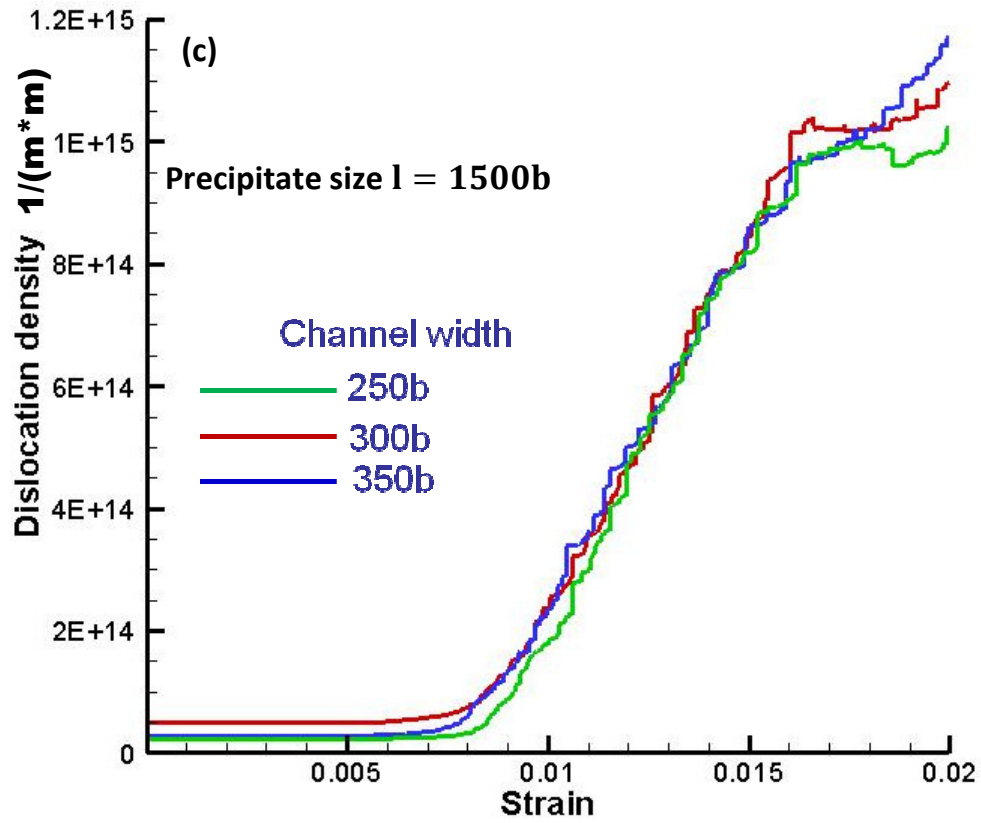 1.2E+15
(c)
1E+15
Precipitate size l = 1500b
8E+14
Channel width
6E+14
250b
300b
350b
4E+14
2E+14
0
0.005
0.01
0.015
0.02
Strain
Dislocation density 1/(m*m)